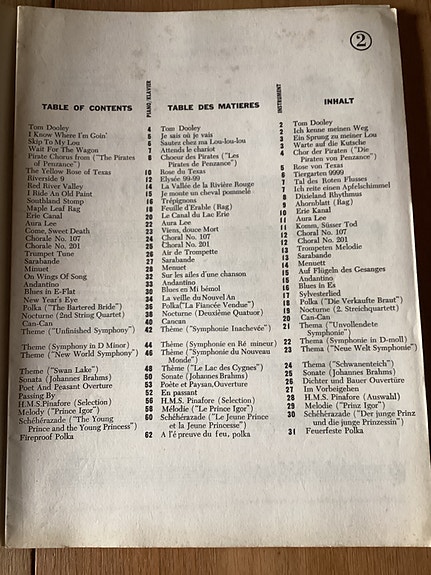 2
PIANO/KLAVIER
INSTRUMENT
TABLE OF CONTENTS
Tom Dooley
I Know Where I'm Goin'
Skip To My Lou
Wait For The Wagon
Pirate Chorus from ("The Pirates
of Penzance")
The Yellow Rose of Texas
Riverside 9
Red River Valley
I Ride An Old Paint
Southland Stomp
Maple Leaf Rag
Erie Canal
Aura Lee
Come, Sweet Death
Chorale No. 107
Chorale No. 201
Trumpet Tune
Sarabande
Minuet
On Wings Of Song
Andantino
Blues in E-Flat
New Year's Eve
Polka ("The Bartered Bride")
Nocturne (2nd String Quartet)
Can-Can
Theme ("Unfinished Symphony")
Theme (Symphony in D Minor)
Theme ("New World Symphony")
Theme ("Swan Lake")
Sonata (Johannes Brahms)
Poet And Peasant Overture
Passing By
H.M.S. Pinafore (Selection)
Melody ("Prince Igor")
Schéhérazade ("The Young
Prince and the Young Princess")
Fireproof Polka
TABLE DES MATIERES
4 Tom Dooley
5 Je sais où je vais
6 Sautez chez ma Lou-lou-lou
7 Attends le chariot
8 Choeur des Pirates ("Les
Pirates de Penzance")
10 Rose du Texas
12 Elysée 99-99
14 La Vallée de la Rivière Rouge
15 Je monte un cheval pommelé
16 Trépignons
18 Feuille d'Erable (Rag)
20 Le Canal du Lac Erie
22 Aura Lee
23 Viens, douce Mort
24 Choral No. 107
25 Choral No. 201
26 Air de Trompette
27 Sarabande
28 Menuet
32 Sur les ailes d'une chanson
33 Andantino
30 Blues en Mi bémol
34 La veille du Nouvel An
36 Polka("La Fiancée Vendue")
38 Nocturne (Deuxième Quatuor)
40 Cancan
42 Thème ("Symphonie Inachevée")
44 Thème (Symphonie en Ré mineur)
46 Thème ("Symphonie du Nouveau
Monde")
48 Thème ("Le Lac des Cygnes")
50 Sonate (Johannes Brahms)
53 Poète et Paysan,Ouverture
52 En passant
56 H.M.S. Pinafore (Selection)
58 Mélodie ("Le Prince Igor")
60 Schéhérazade ("Le Jeune Prince
et la Jeune Princesse")
62 A l'é preuve du feu, polka
INHALT
2 Tom Dooley
2 Ich kenne meinen Weg
3 Ein Sprung zu meiner Lou
3 Warte auf die Kutsche
4 Chor der Piraten ("Die
Piraten von Penzance")
5 Rose von Texas
6 Tiergarten 9999
7 Tal des Roten Flusses
7 Ich reite einen Apfelschimmel
8 Dixieland Rhythmus
9 Ahornblatt (Rag)
10 Erie Kanal
11 Aura Lee
11 Komm, Süsser Tod
12 Choral No. 107
12 Choral No. 201
13 Trompeten Melodie
13 Sarabande
14 Menuett
15 Auf Flügeln des Gesanges
16 Andantino
16 Blues in Es
17 Sylvesterlied
18 Polka ("Die Verkaufte Braut")
19 Nocturne (2. Streichquartett)
20 Can-Can
21 Thema ("Unvollendete
Symphonie")
22 Thema (Symphonie in D-moll)
23 Thema ("Neue Welt Symphonie")
24 Thema ("Schwanenteich")
25 Sonate (Johannes Brahms)
26 Dichter und Bauer Ouvertüre
27 Im Vorbeigehen
28 H.M.S. Pinafore (Auswahl)
29 Melodie ("Prinz Igor")
30 Schéhérazade ("Der junge Prinz
und die junge Prinzessin")
31 Feuerfeste Polka